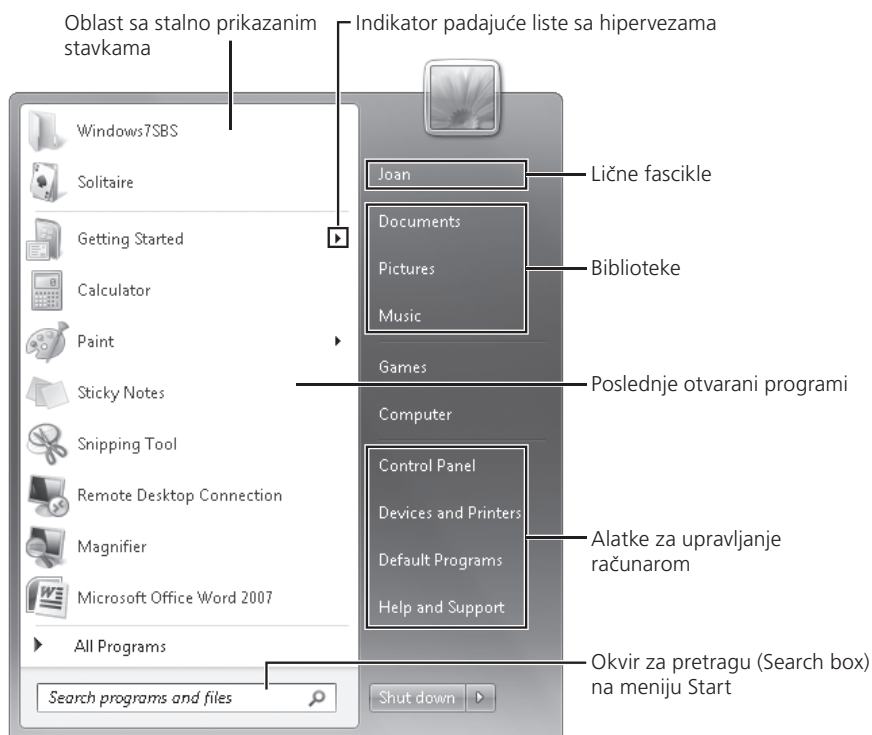 Oblast sa stalno prikazanim
stavkama
Indikator padajuće liste sa hipervezama
Windows7SBS
Solitaire
Getting Started
Calculator
Paint
Sticky Notes
Snipping Tool
Remote Desktop Connection
Magnifier
Microsoft Office Word 2007
All Programs
Search programs and files
Joan
Documents
Pictures
Music
Games
Computer
Control Panel
Devices and Printers
Default Programs
Help and Support
Shut down
Lične fascikle
Biblioteke
Poslednje otvarani programi
Alatke za upravljanje
računarom
Okvir za pretragu (Search box)
na meniju Start